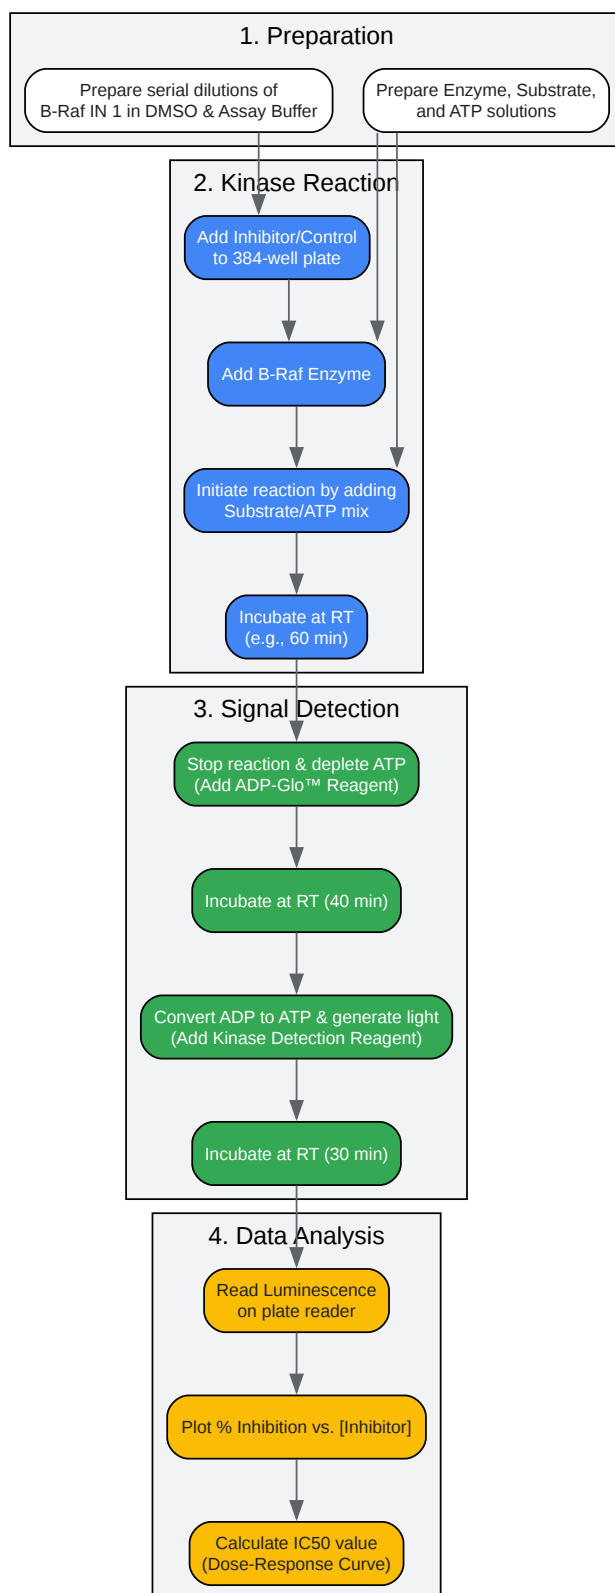 1. Preparation
Prepare serial dilutions of
B-Raf IN 1 in DMSO & Assay Buffer
Prepare Enzyme, Substrate,
and ATP solutions
2. Kinase Reaction
Add Inhibitor/Control
to 384-well plate
Add B-Raf Enzyme
Initiate reaction by adding
Substrate/ATP mix
Incubate at RT
(e.g., 60 min)
3. Signal Detection
Stop reaction & deplete ATP
(Add ADP-Glo™ Reagent)
Incubate at RT (40 min)
Convert ADP to ATP & generate light
(Add Kinase Detection Reagent)
Incubate at RT (30 min)
4. Data Analysis
Read Luminescence
on plate reader
Plot % Inhibition vs. [Inhibitor]
Calculate IC50 value
(Dose-Response Curve)